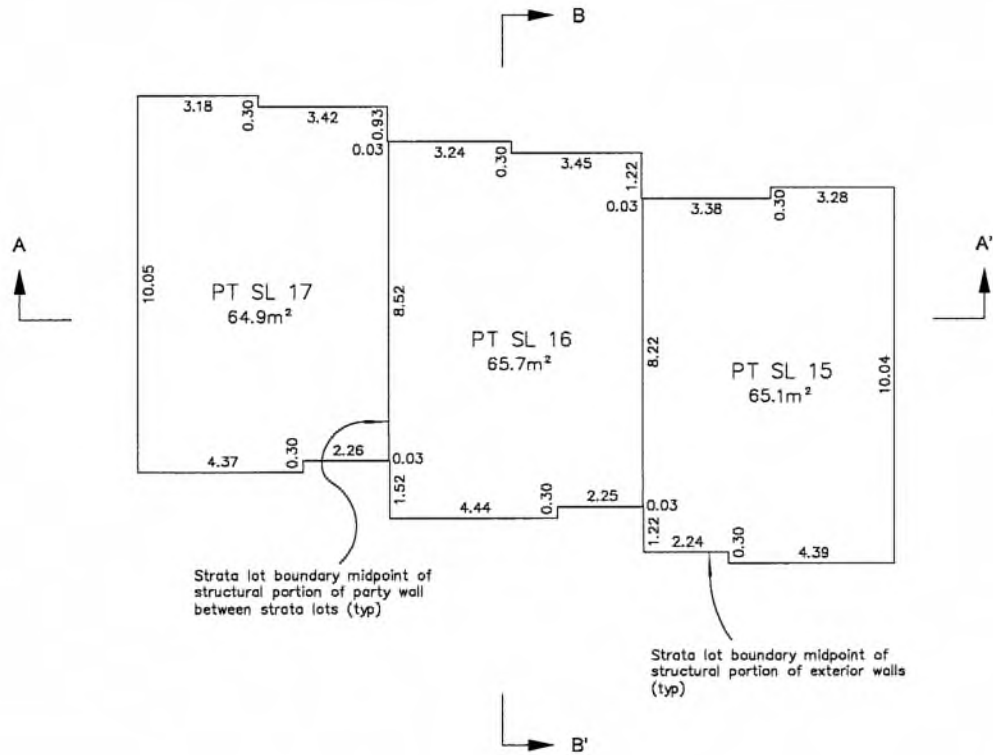 B
3.18
0.30
3.42
0.93
0.03
3.24
0.30
3.45
1.22
0.03
3.38
0.30
3.28
A
A'
10.05
PT SL 17
64.9m²
8.52
PT SL 16
65.7m²
8.22
PT SL 15
65.1m²
10.04
4.37
0.30
2.26
0.03
1.52
4.44
0.30
2.25
0.03
1.22
2.24
0.30
4.39
Strata lot boundary midpoint of
structural portion of party wall
between strata lots (typ)
Strata lot boundary midpoint of
structural portion of exterior walls
(typ)
B'